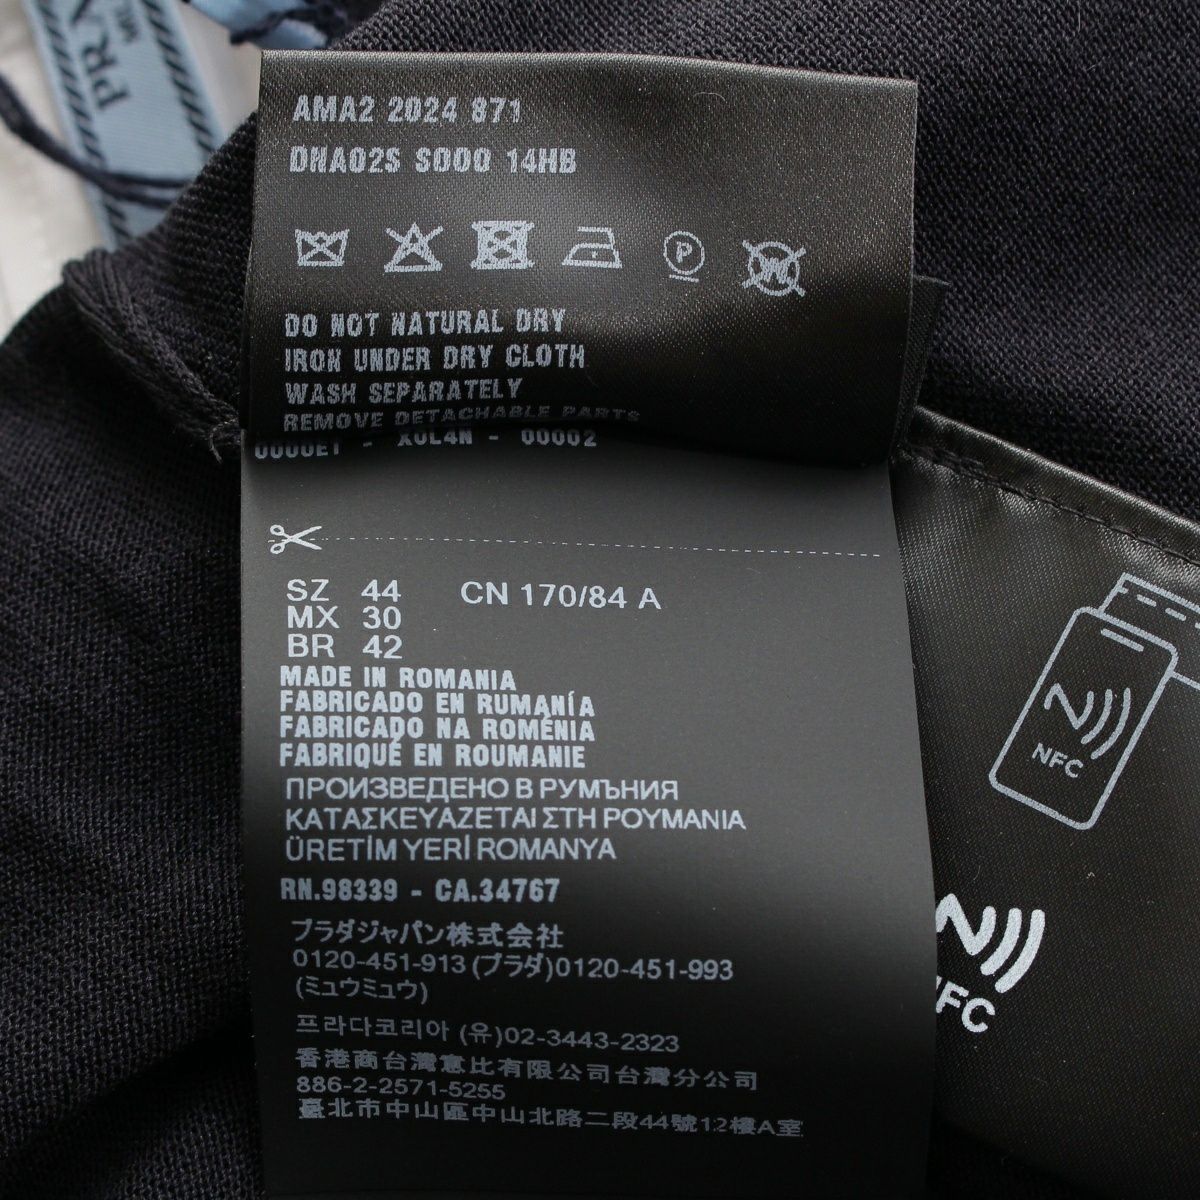 PRA
AMA2 2024 871
DNA02S S000 14HB
P
W
DO NOT NATURAL DRY
IRON UNDER DRY CLOTH
WASH SEPARATELY
REMOVE DETACHABLE PARTS
0000E1 - X0L4N - 00002
SZ 44 CN 170/84 A
MX 30
BR 42
MADE IN ROMANIA
FABRICADO EN RUMANÍA
FABRICADO NA ROMÉNIA
FABRIQUÉ EN ROUMANIE
ПРОИЗВЕДЕНО В РУМЪНИЯ
ΚΑΤΑΣΚΕΥΑΖΕΤΑΙ ΣΤΗ ΡΟΥΜΑΝΙΑ
ÜRETİM YERİ ROMANYA
RN.98339 - CA.34767
プラダジャパン株式会社
0120-451-913 (プラダ)0120-451-993
(ミュウミュウ)
프라다코리아 (유)02-3443-2323
香港商台灣意比有限公司台灣分公司
886-2-2571-5255
臺北市中山區中山北路二段44號12樓A室
NFC
NFC